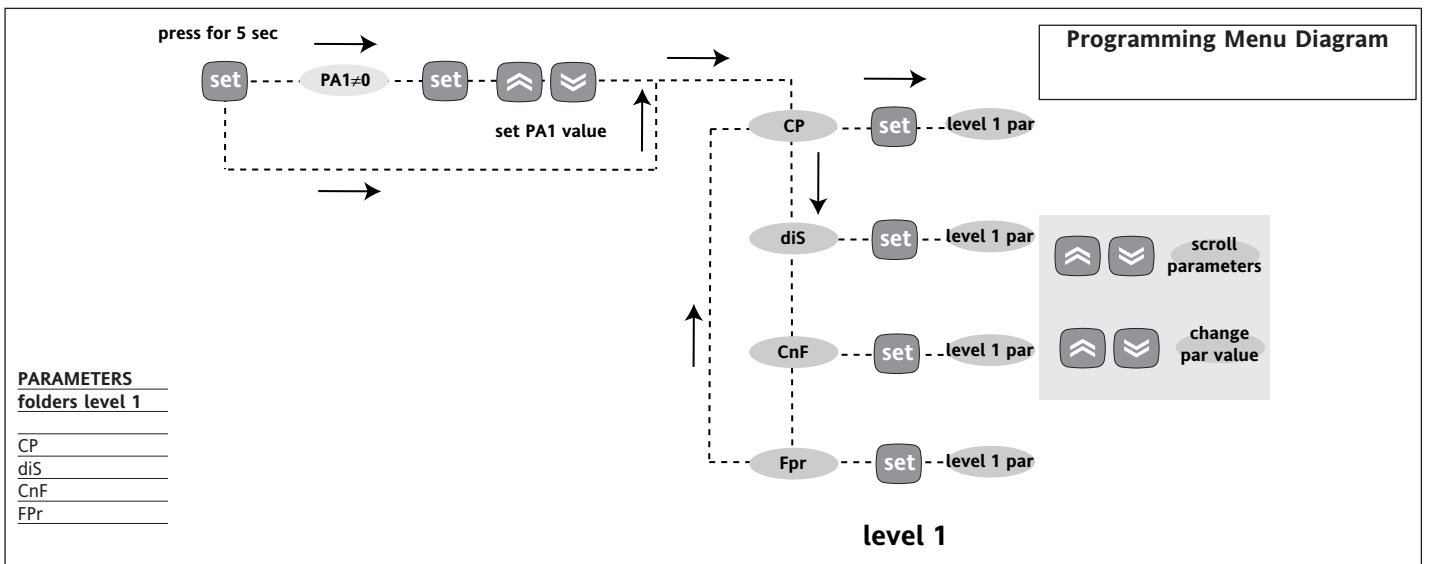 press for 5 sec
Programming Menu Diagram
set
PA1≠0
set
set PA1 value
CP
set
level 1 par
diS
set
level 1 par
scroll
parameters
CnF
set
level 1 par
change
par value
PARAMETERS
folders level 1
CP
diS
CnF
FPr
Fpr
set
level 1 par
level 1